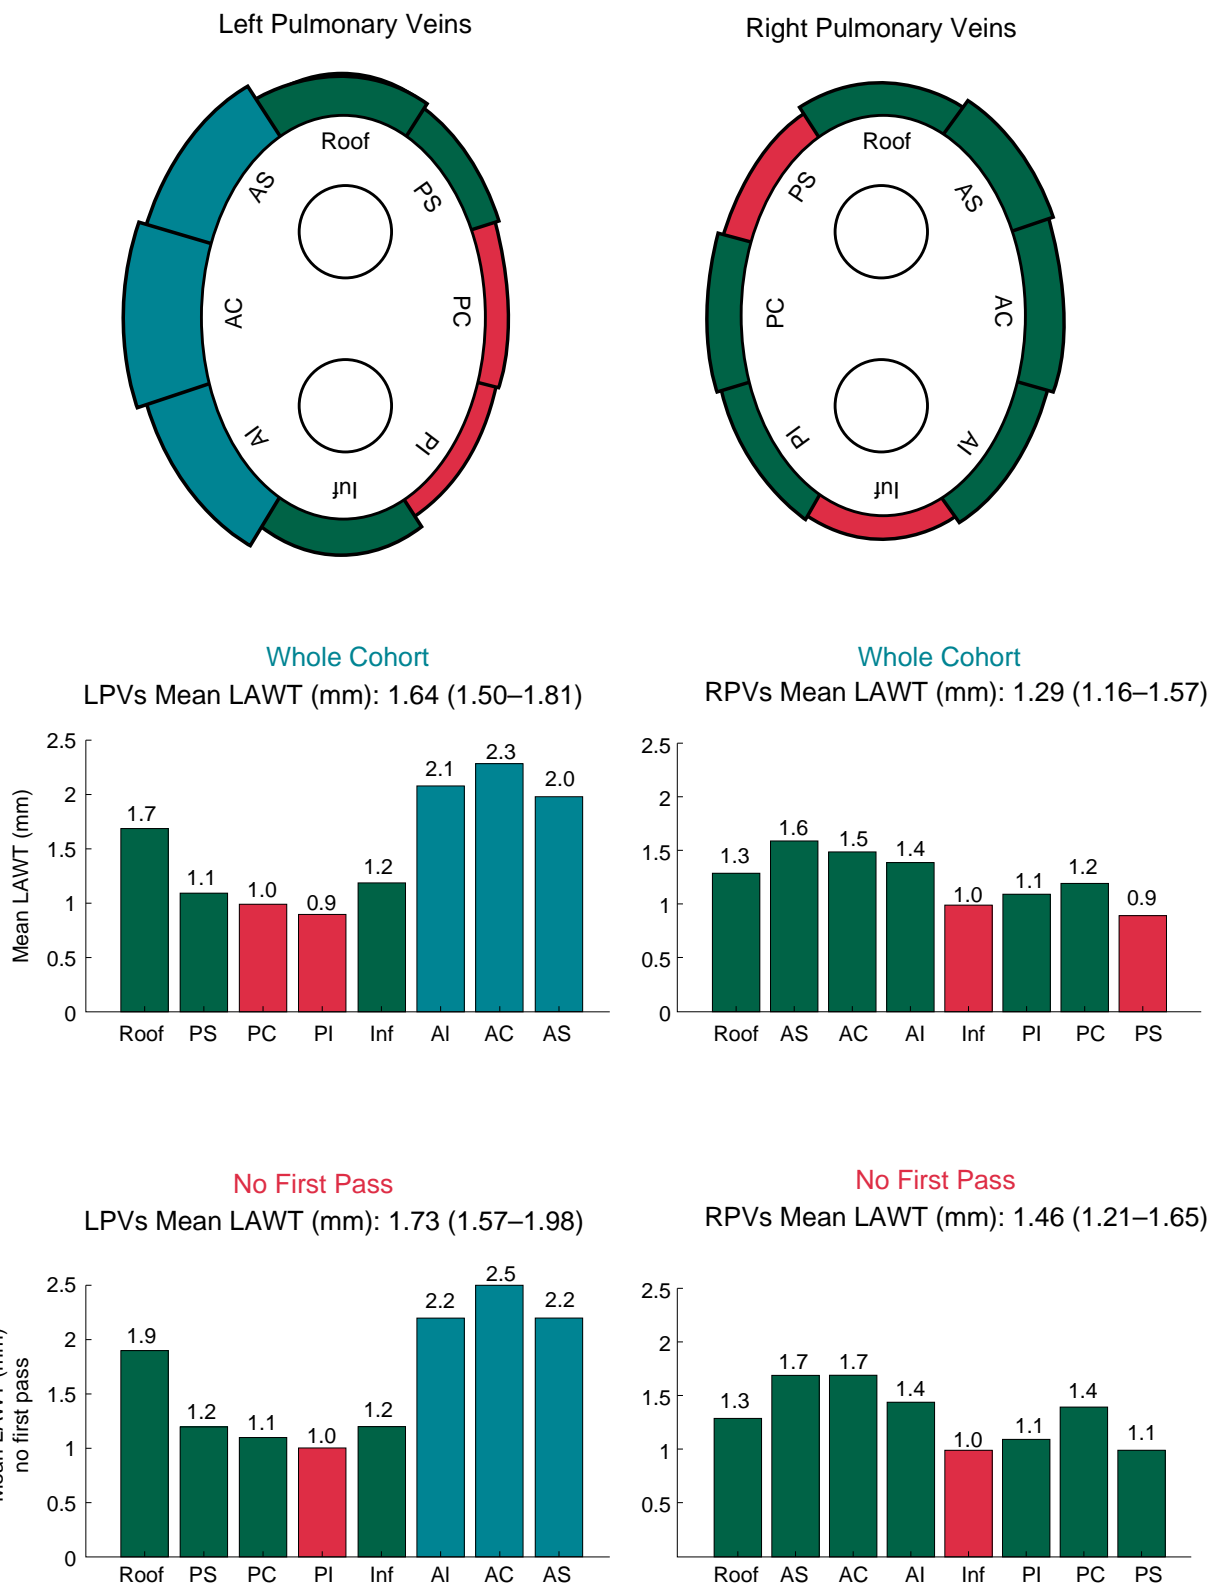 Left Pulmonary Veins
Right Pulmonary Veins
Roof
AS
PS
AC
PC
AI
PI
Inf
Roof
PS
AS
PC
AC
PI
AI
Inf
Whole Cohort
LPVs Mean LAWT (mm): 1.64 (1.50–1.81)
Mean LAWT (mm)
2.5
2
1.5
1
0.5
0
1.7
1.1
1.0
0.9
1.2
2.1
2.3
2.0
Roof PS PC PI Inf AI AC AS
Whole Cohort
RPVs Mean LAWT (mm): 1.29 (1.16–1.57)
2.5
2
1.5
1
0.5
0
1.3
1.6
1.5
1.4
1.0
1.1
1.2
0.9
Roof AS AC AI Inf PI PC PS
No First Pass
LPVs Mean LAWT (mm): 1.73 (1.57–1.98)
Mean LAWT (mm)
no first pass
2.5
2
1.5
1
0.5
0
1.9
1.2
1.1
1.0
1.2
2.2
2.5
2.2
Roof PS PC PI Inf AI AC AS
No First Pass
RPVs Mean LAWT (mm): 1.46 (1.21–1.65)
2.5
2
1.5
1
0.5
1.3
1.7
1.7
1.4
1.0
1.1
1.4
1.1
Roof AS AC AI Inf PI PC PS